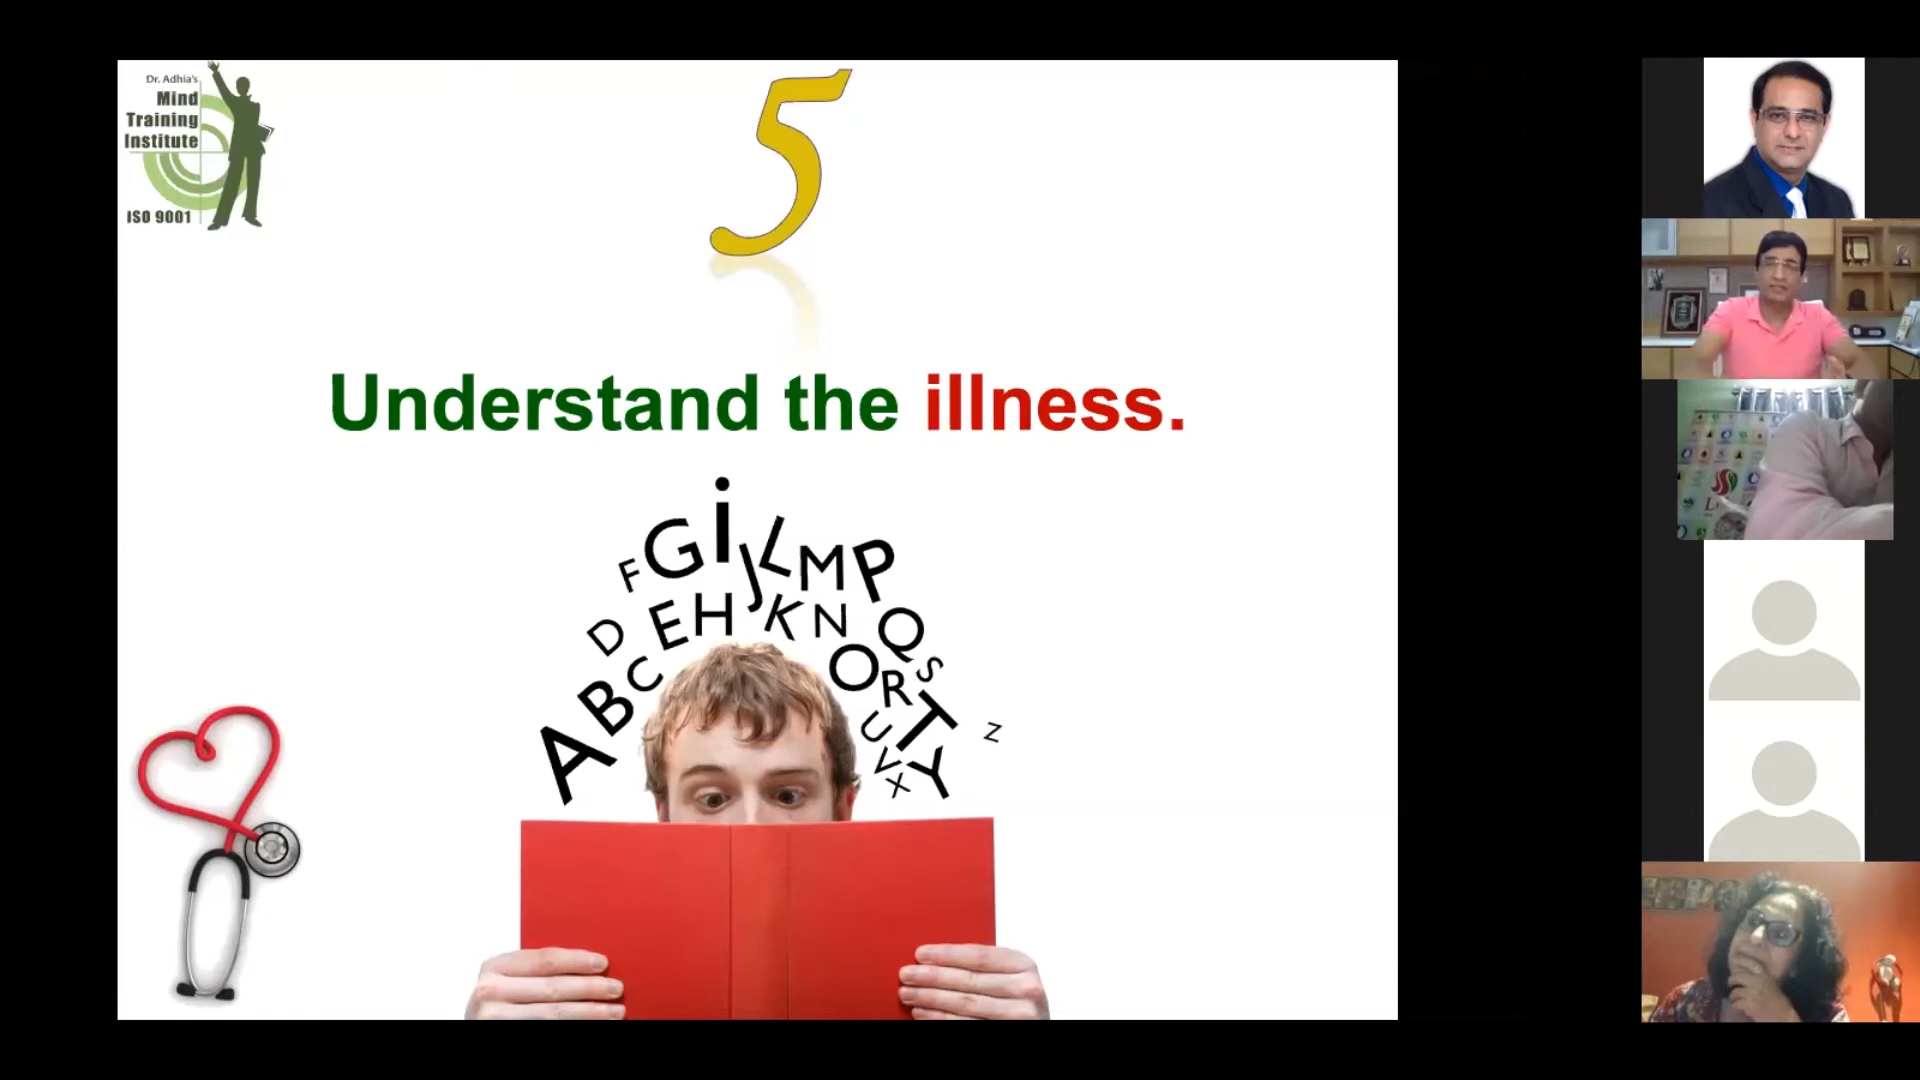 Dr. Adhia's
Mind
Training
Institute
ISO 9001
5
Understand the illness.
A B C D E F G H i J K L M N O P Q R S T U V X Y Z